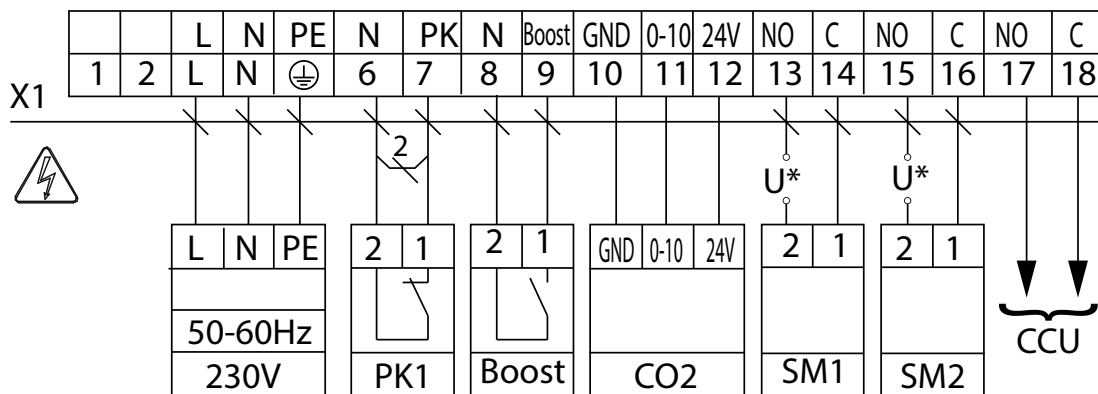 L N PE N PK N Boost GND 0-10 24V NO C NO C NO C
1 2 L N 6 7 8 9 10 11 12 13 14 15 16 17 18
X1
2
U* U*
L N PE 2 1 2 1 GND 0-10 24V 2 1 2 1
50-60Hz
CCU
230V PK1 Boost CO2 SM1 SM2